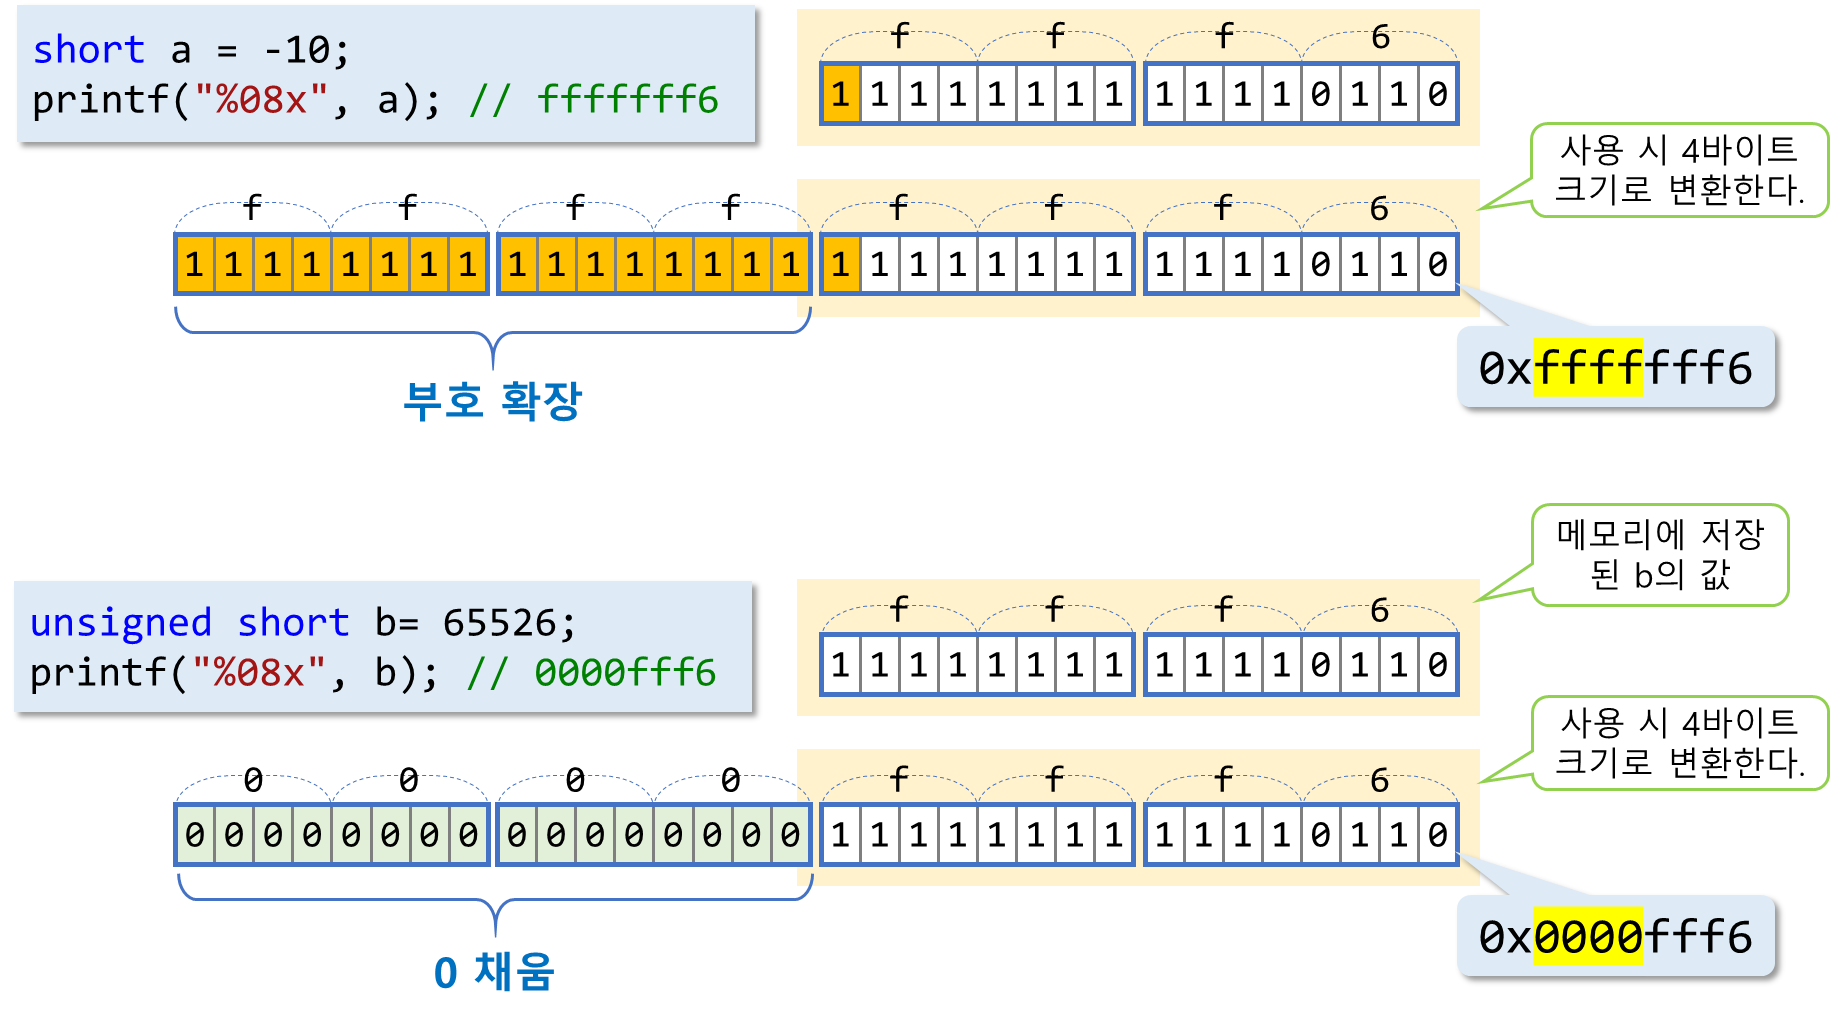 short a = -10;
printf("%08x", a); // fffffff6
f f f 6
1 1 1 1 1 1 1 1 1 1 1 1 0 1 1 0
사용 시 4바이트
크기로 변환한다.
f f f f f f f 6
1 1 1 1 1 1 1 1 1 1 1 1 1 1 1 1 1 1 1 1 1 1 1 1 1 1 1 1 0 1 1 0
부호 확장
0xfffffff6
메모리에 저장
된 b의 값
unsigned short b= 65526;
printf("%08x", b); // 0000fff6
f f f 6
1 1 1 1 1 1 1 1 1 1 1 1 0 1 1 0
사용 시 4바이트
크기로 변환한다.
0 0 0 0 f f f 6
0 0 0 0 0 0 0 0 0 0 0 0 0 0 0 0 1 1 1 1 1 1 1 1 1 1 1 1 0 1 1 0
0 채움
0x0000fff6